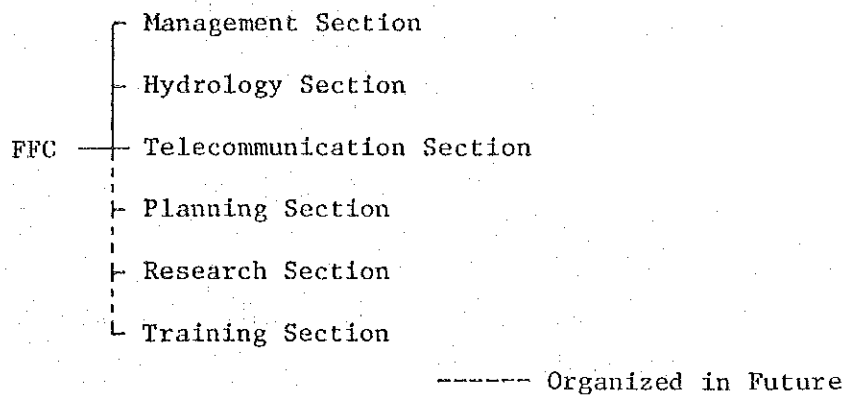 Management Section
Hydrology Section
FFC Telecommunication Section
Planning Section
Research Section
Training Section
------ Organized in Future